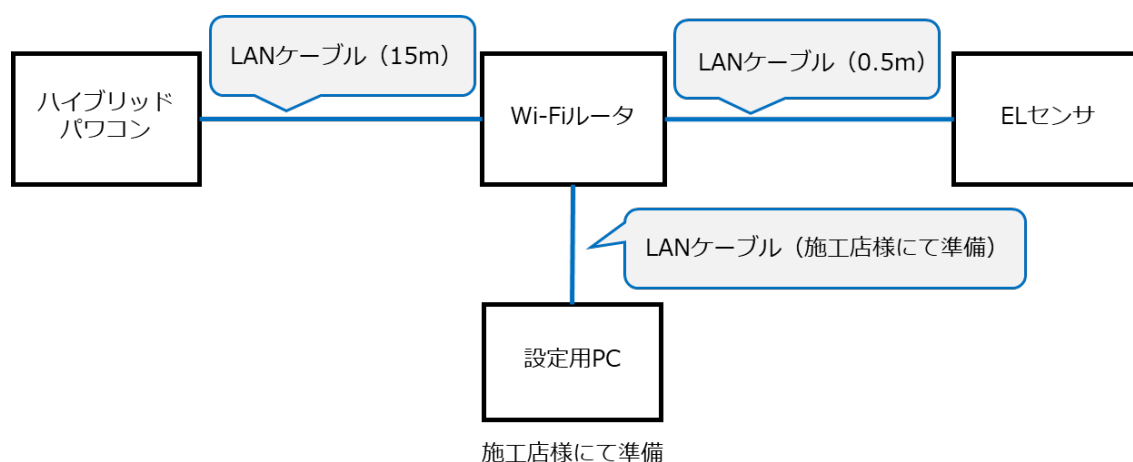 LANケーブル（15m）
LANケーブル（0.5m）
ハイブリッド
パワコン
Wi-Fiルータ
ELセンサ
LANケーブル（施工店様にて準備）
設定用PC
施工店様にて準備